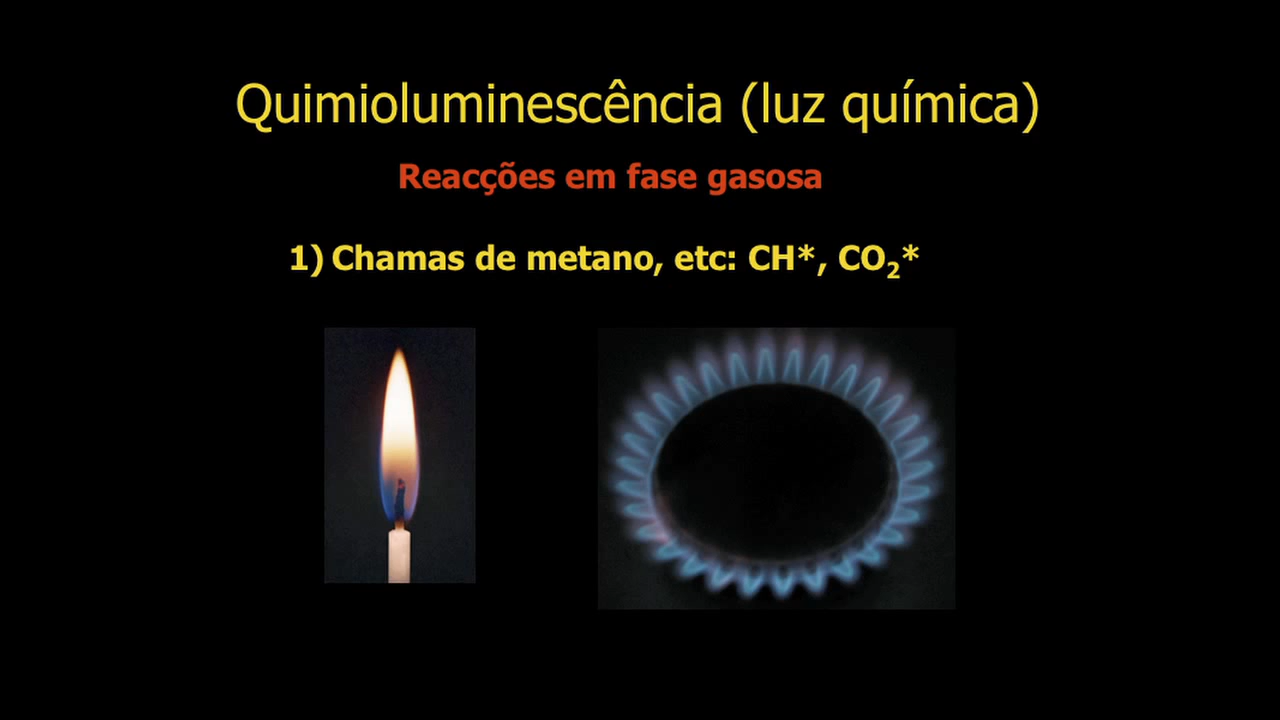 Quimioluminescência (luz química)
Reacções em fase gasosa
1) Chamas de metano, etc: CH*, CO₂*